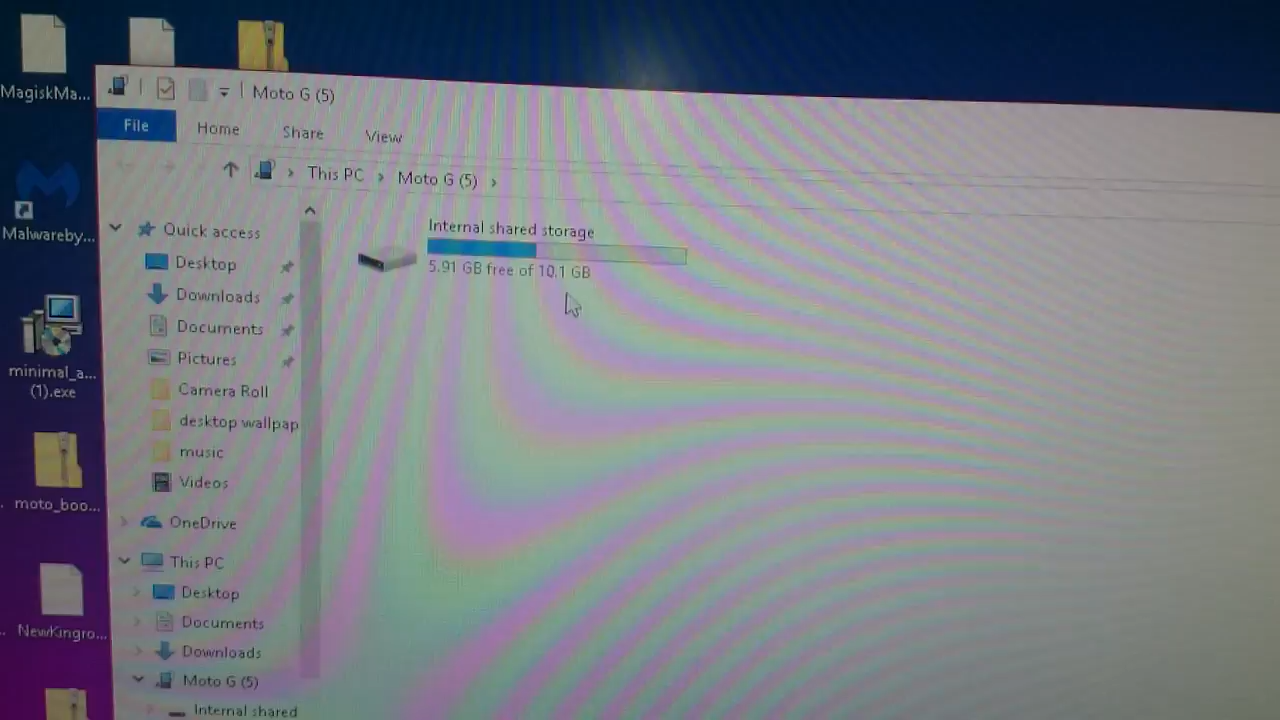 MagiskMa...
Moto G (5)
File
Home
Share
View
This PC
Moto G (5)
Quick access
Desktop
Downloads
Documents
Pictures
Camera Roll
desktop wallpap
music
Videos
OneDrive
This PC
Desktop
Documents
Downloads
Moto G (5)
Internal shared
Internal shared storage
5.91 GB free of 10.1 GB
Malwareby...
minimal_a...
(1).exe
moto_boo...
NewKingro...